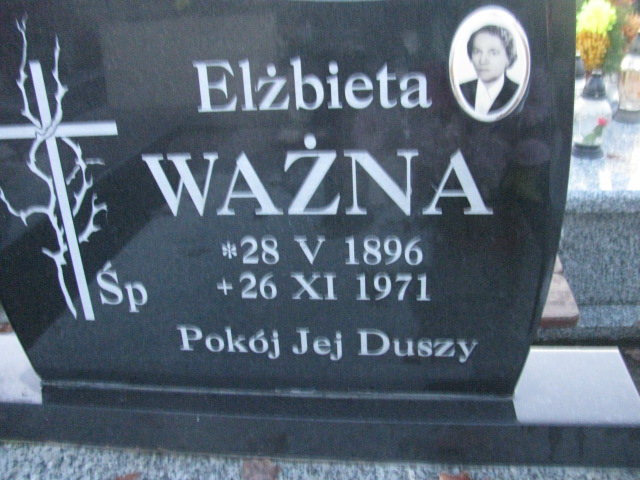 Elżbieta
WAŻNA
*28 V 1896
+26 XI 1971
Śp
Pokój Jej Duszy